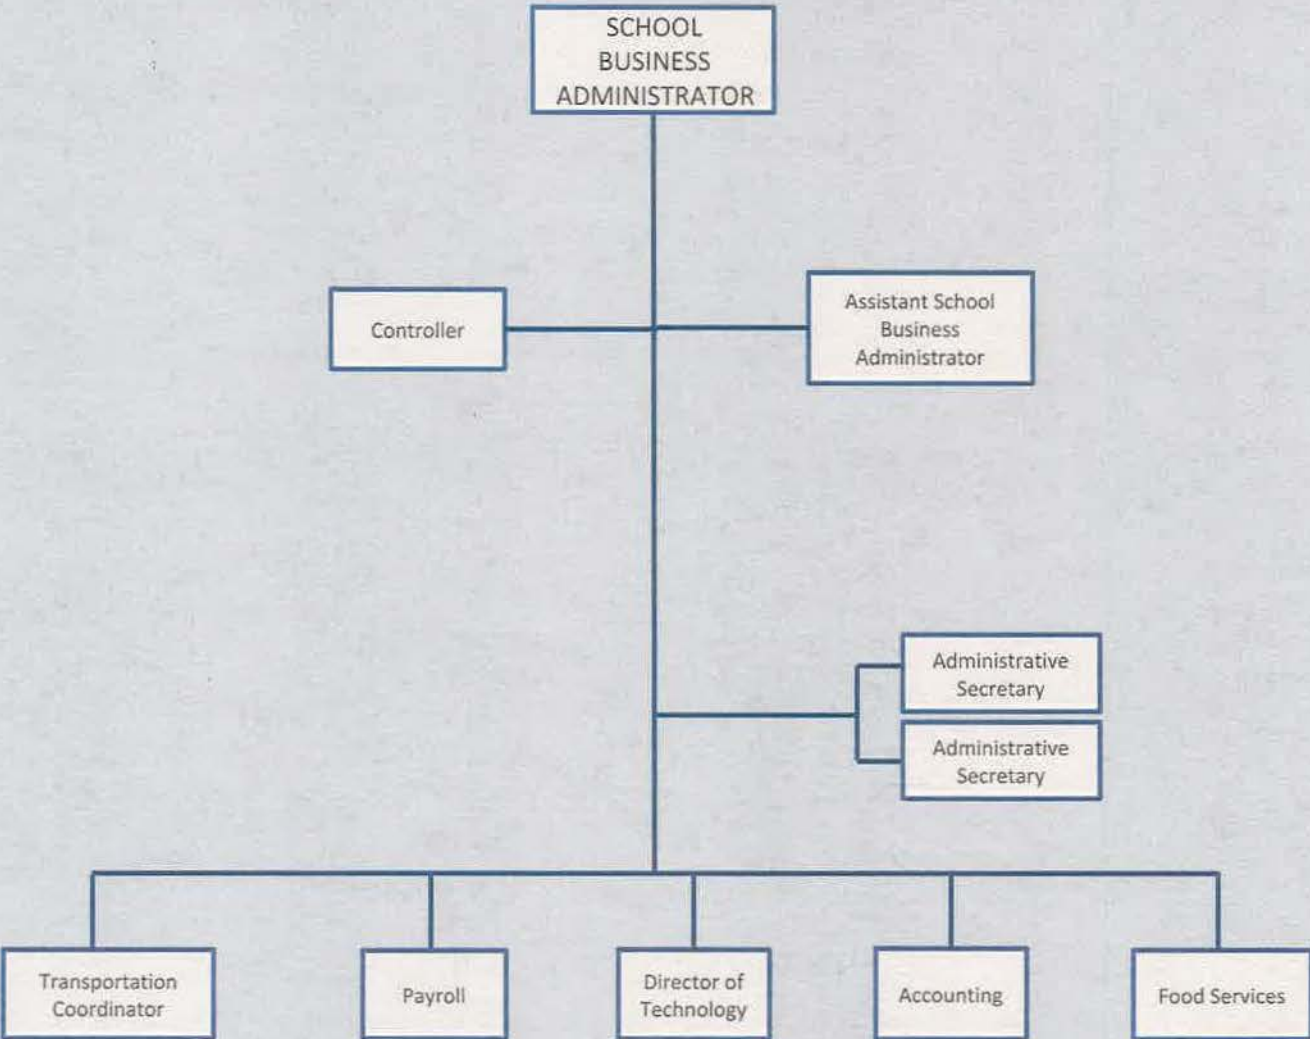 SCHOOL
BUSINESS
ADMINISTRATOR
Controller
Assistant School
Business
Administrator
Administrative
Secretary
Administrative
Secretary
Transportation
Coordinator
Payroll
Director of
Technology
Accounting
Food Services